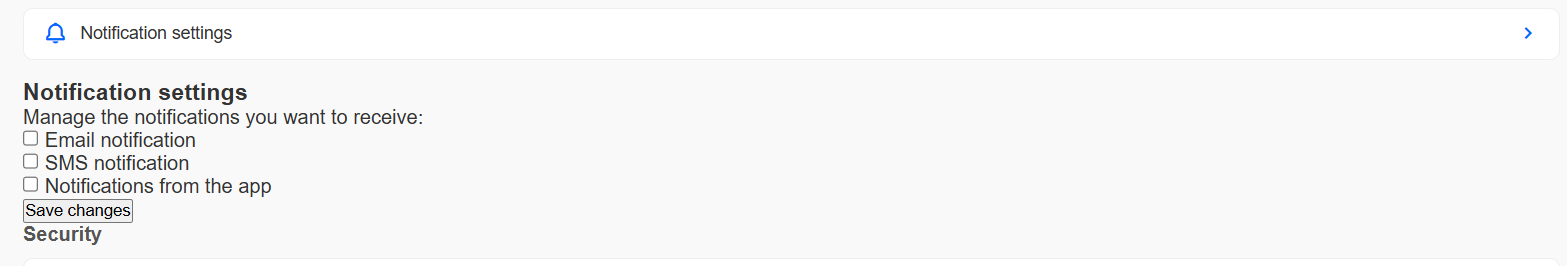 Notification settings
Notification settings
Manage the notifications you want to receive:
Email notification
SMS notification
Notifications from the app
Save changes
Security